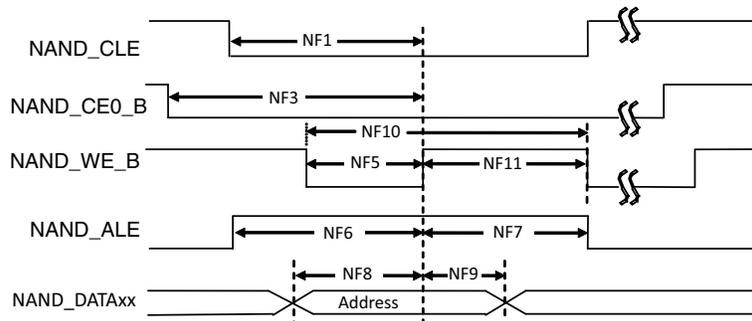 NF1
NAND_CLE
NF3
NAND_CE0_B
NF10
NAND_WE_B
NF5
NF11
NAND_ALE
NF6
NF7
NF8
NF9
NAND_DATAxx
Address